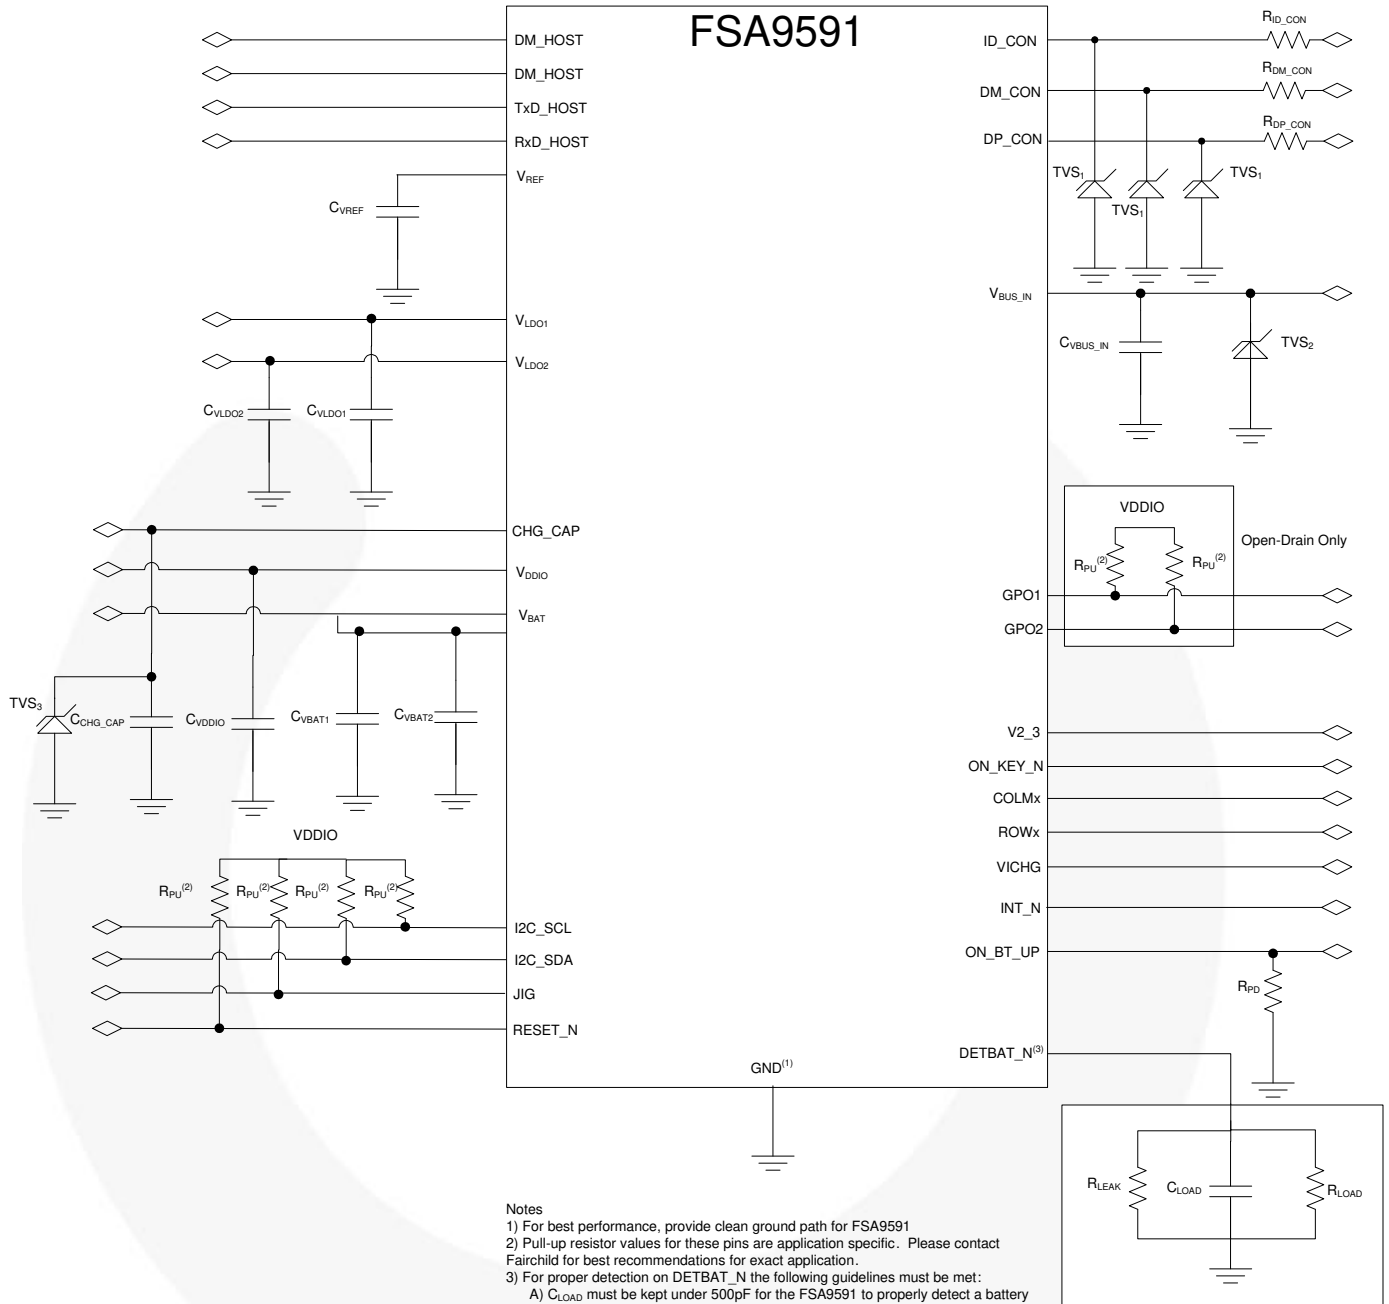 FSA9591
DM_HOST
DM_HOST
TxD_HOST
RxD_HOST
VREF
CVREF
VLDO1
VLDO2
CVLDO2
CVLDO1
CHG_CAP
VDDIO
VBAT
TVS3
CCHG_CAP
CVDDIO
CVBAT1
CVBAT2
VDDIO
RPU(2)
RPU(2)
RPU(2)
RPU(2)
I2C_SCL
I2C_SDA
JIG
RESET_N
GND(1)
ID_CON
RID_CON
DM_CON
RDM_CON
DP_CON
RDP_CON
TVS1
TVS1
TVS1
VBUS_IN
CVBUS_IN
TVS2
VDDIO
Open-Drain Only
RPU(2)
RPU(2)
GPO1
GPO2
V2_3
ON_KEY_N
COLMx
ROWx
VICHG
INT_N
ON_BT_UP
RPD
DETBAT_N(3)
RLEAK
CLOAD
RLOAD
Notes
1) For best performance, provide clean ground path for FSA9591
2) Pull-up resistor values for these pins are application specific. Please contact
Fairchild for best recommendations for exact application.
3) For proper detection on DETBAT_N the following guidelines must be met:
A) CLOAD must be kept under 500pF for the FSA9591 to properly detect a battery